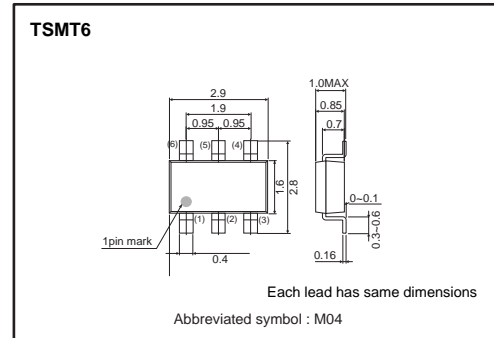 TSMT6
1.0MAX
2.9
0.85
1.9
0.7
0.95 0.95
(6) (5) (4)
1.6
2.8
0~0.1
(1) (2) (3)
1pin mark
0.3~0.6
0.4
0.16
Each lead has same dimensions
Abbreviated symbol : M04